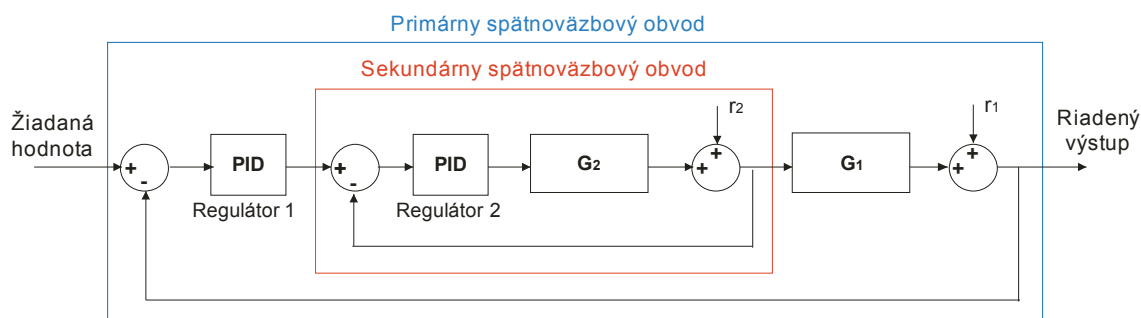 Primárny spätnoväzbový obvod
Sekundárny spätnoväzbový obvod
Žiadaná
hodnota
+
-
PID
Regulátor 1
+
-
PID
Regulátor 2
G2
r2
+
+
G1
r1
+
+
Riadený
výstup